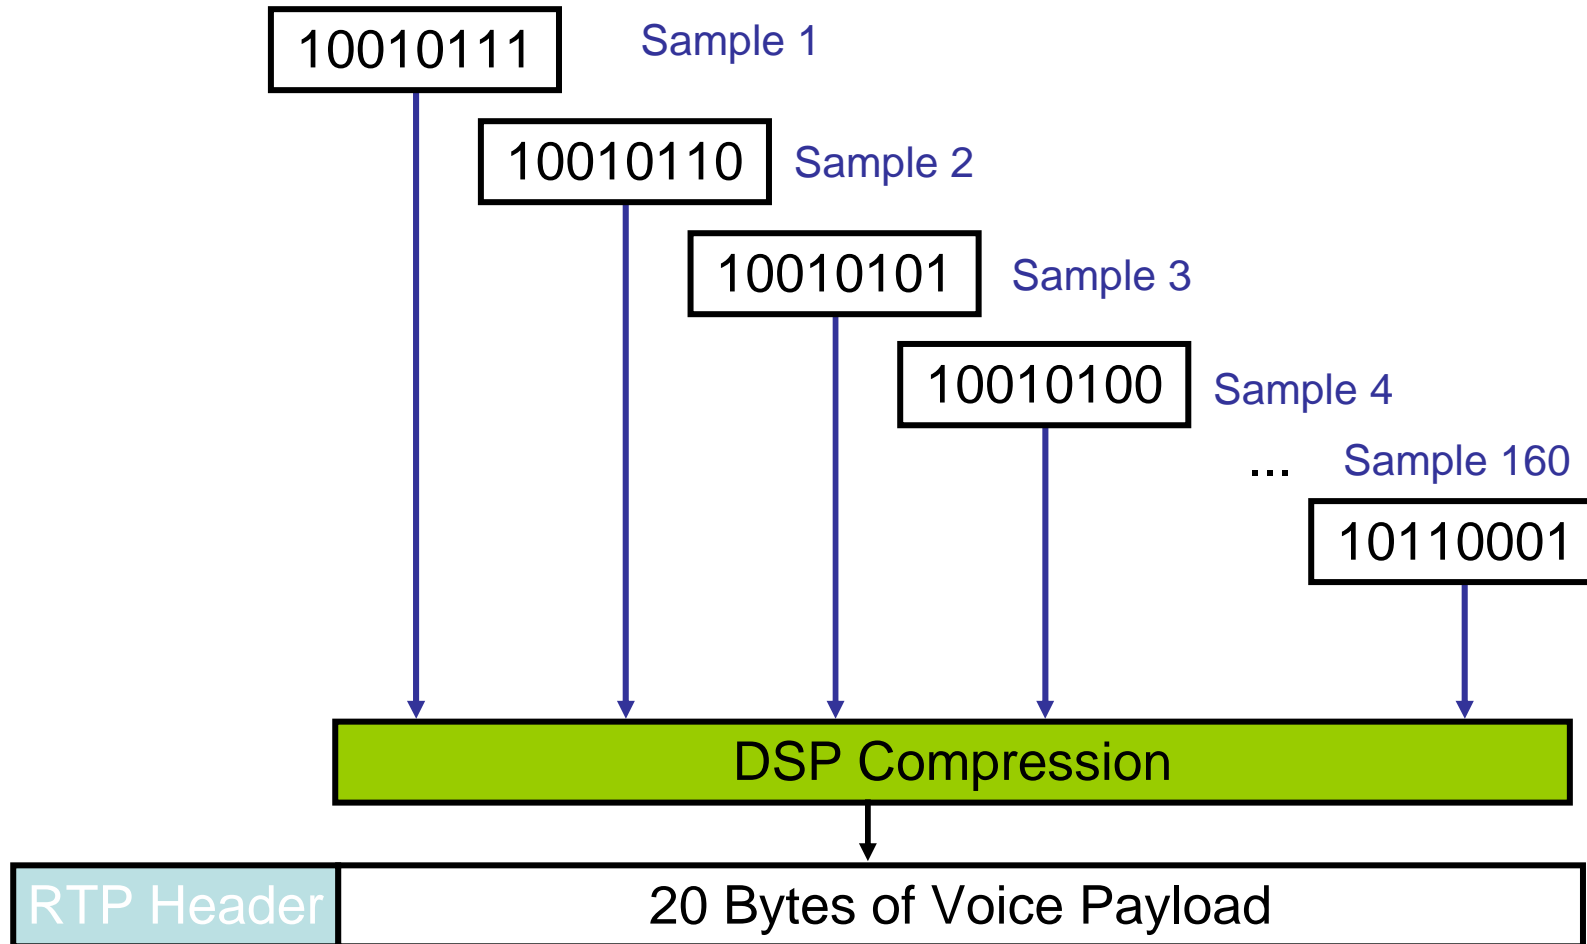 10010111
Sample 1
10010110
Sample 2
10010101
Sample 3
10010100
Sample 4
... Sample 160
10110001
DSP Compression
RTP Header
20 Bytes of Voice Payload